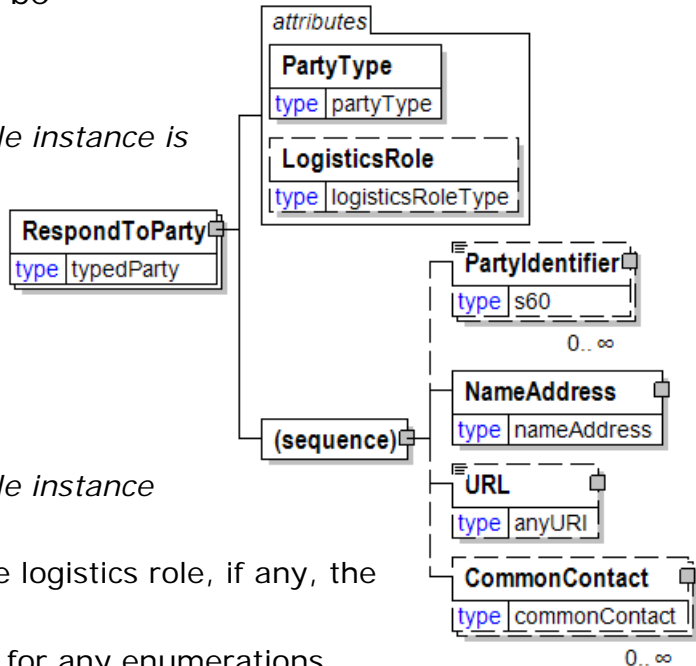 be
attributes
PartyType
type partyType
le instance is
LogisticsRole
type logisticsRoleType
RespondToParty
type typedParty
PartyIdentifier
type s60
0.. ∞
NameAddress
type nameAddress
(sequence)
URL
type anyURI
le instance
CommonContact
type commonContact
e logistics role, if any, the
0.. ∞
for any enumerations